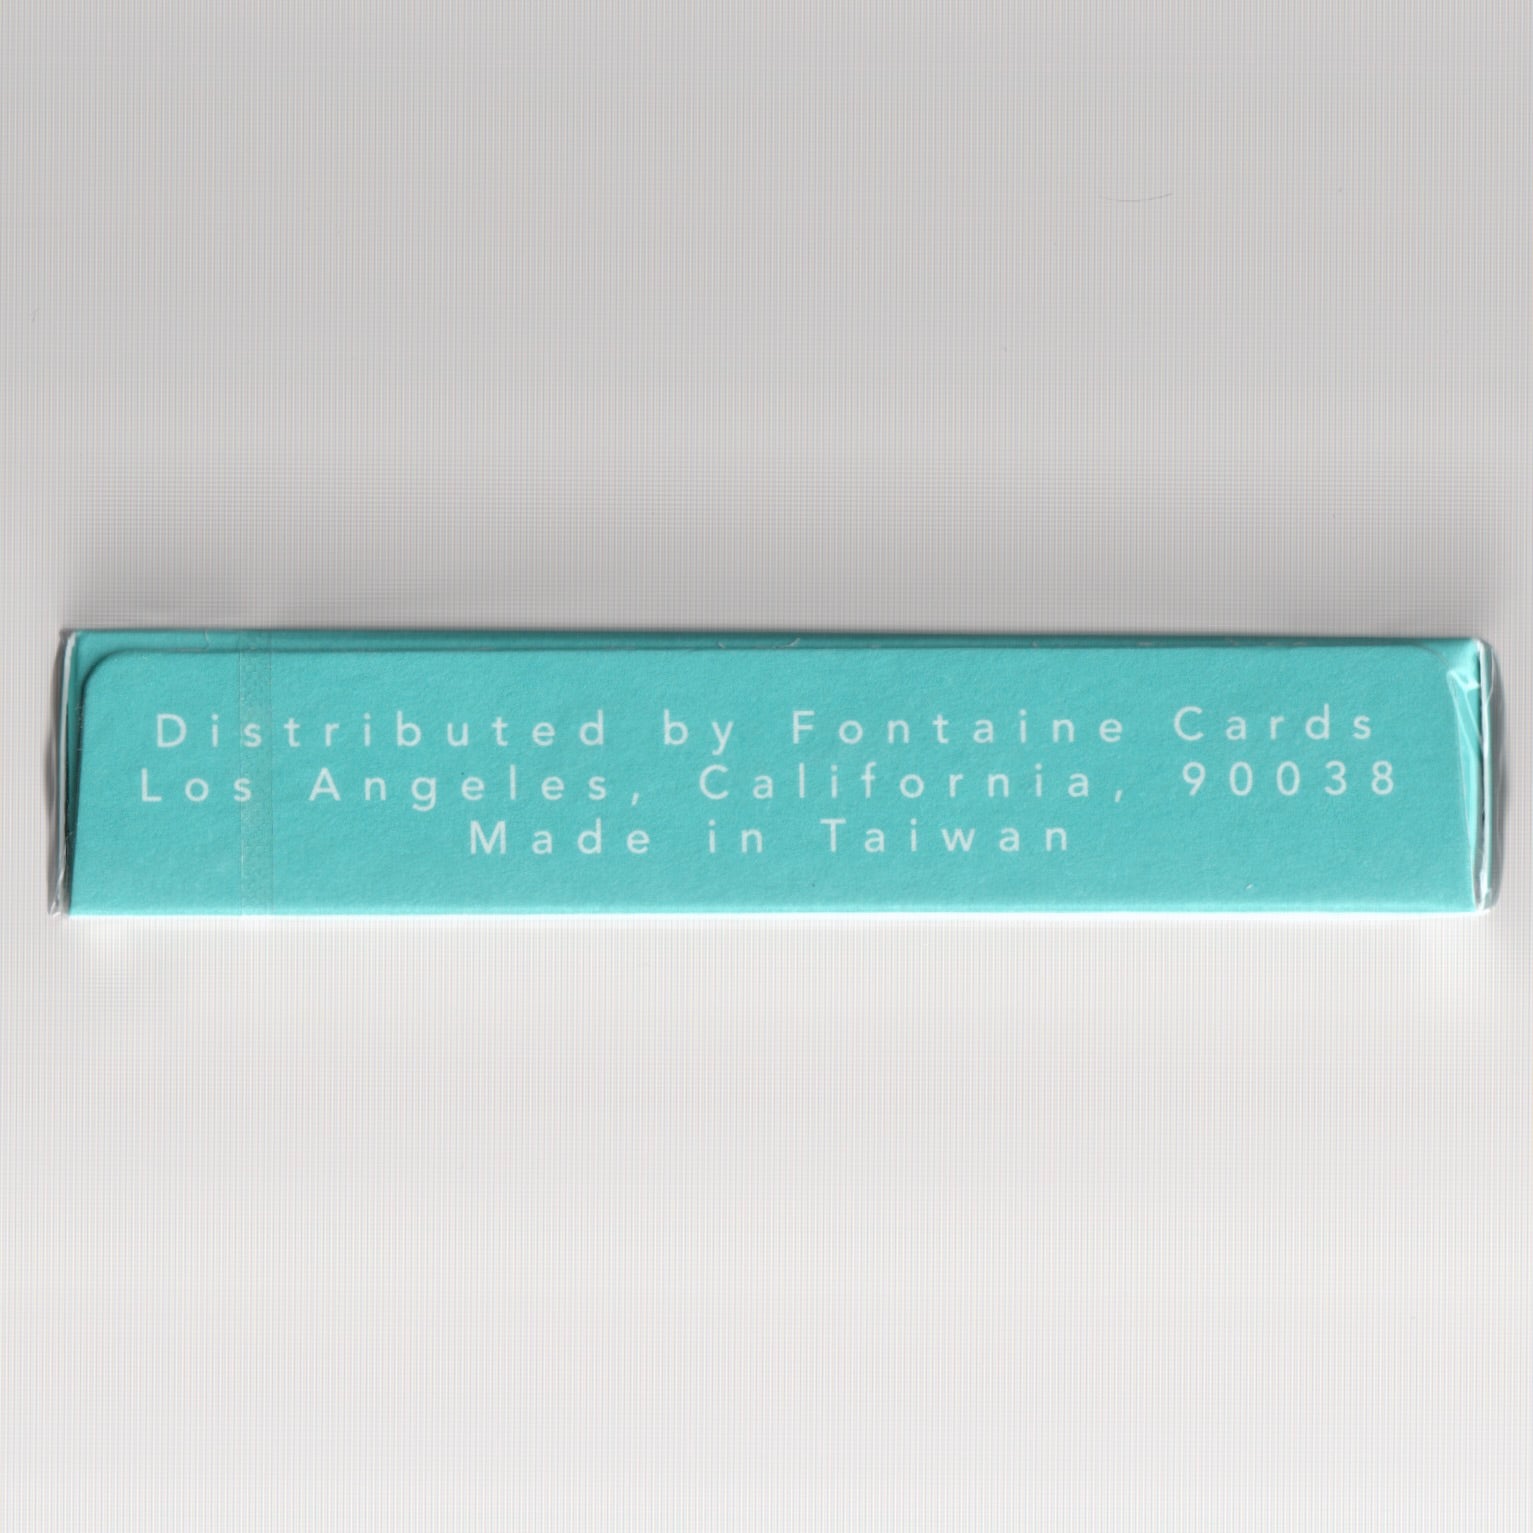 Distributed by Fontaine Cards
Los Angeles, California, 90038
Made in Taiwan